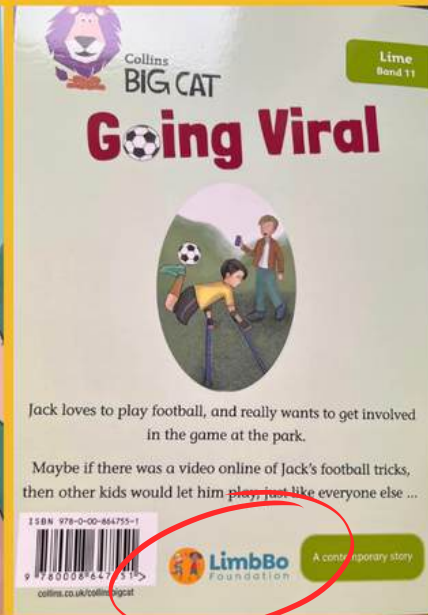 Collins
BIG CAT
Lime
Band 11
Going Viral
Jack loves to play football, and really wants to get involved
in the game at the park.
Maybe if there was a video online of Jack's football tricks,
then other kids would let him play, just like everyone else ...
ISBN 978-0-00-864755-1
9 780008 647551 >
collins.co.uk/collinsbigcat
LimbBo
Foundation
A contemporary story